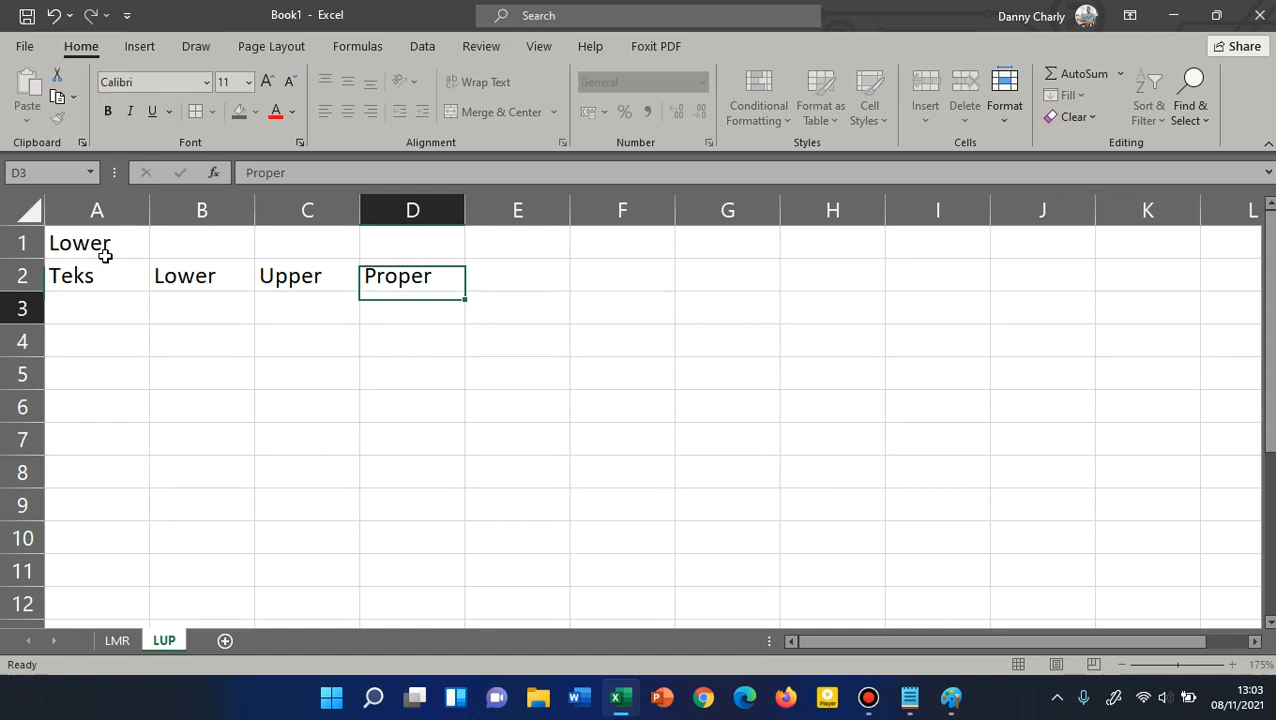 Book1 - Excel
Search
Danny Charly
File Home Insert Draw Page Layout Formulas Data Review View Help Foxit PDF
Share
Paste
Calibri 11
Wrap Text
Merge & Center
General
Conditional Formatting
Format as Table
Cell Styles
Insert Delete Format
AutoSum
Fill
Clear
Sort & Filter
Find & Select
Clipboard Font Alignment Number Styles Cells Editing
D3
fx
Proper
A B C D E F G H I J K L
1 Lower
2 Teks Lower Upper Proper
3
4
5
6
7
8
9
10
11
12
LMR LUP
Ready
175%
13:03
08/11/2021